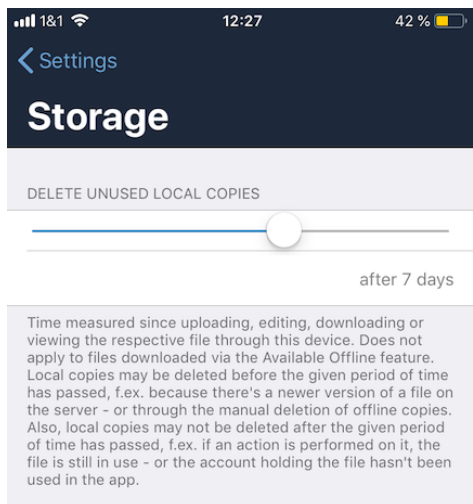 1&1 12:27 42 %
Settings
Storage
DELETE UNUSED LOCAL COPIES
after 7 days
Time measured since uploading, editing, downloading or
viewing the respective file through this device. Does not
apply to files downloaded via the Available Offline feature.
Local copies may be deleted before the given period of time
has passed, f.ex. because there's a newer version of a file on
the server - or through the manual deletion of offline copies.
Also, local copies may not be deleted after the given period
of time has passed, f.ex. if an action is performed on it, the
file is still in use - or the account holding the file hasn't been
used in the app.